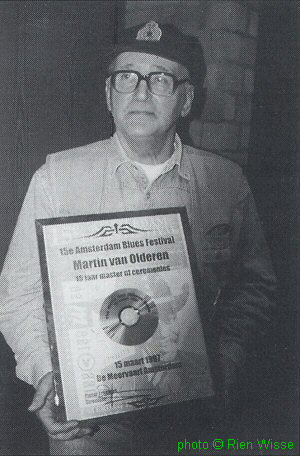 15e Amsterdam Blues Festival
Martin van Olderen
15 jaar master of ceremonies
15 maart 1997
De Meervaart Amsterdam
photo © Rien Wisse